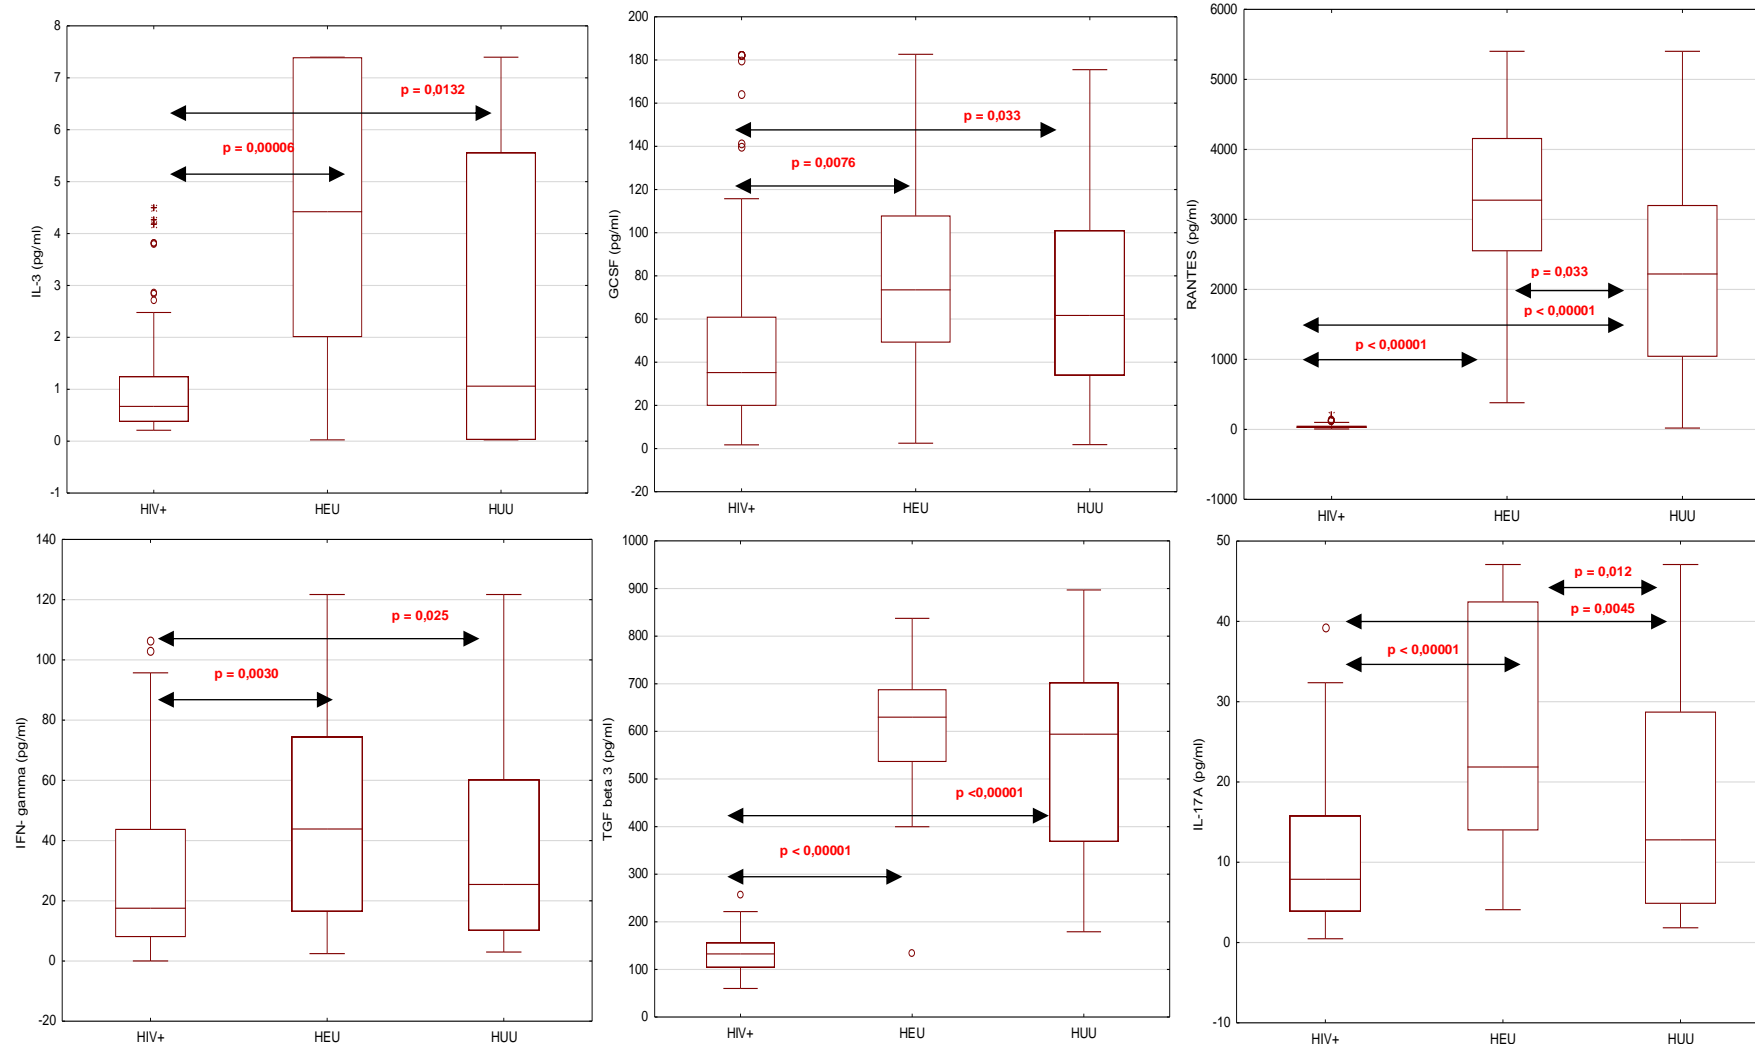 8
7
6
5
4
3
2
1
0
-1
IL-3 (pg/ml)
p = 0,0132
p = 0,00006
HIV+ HEU HUU
200
180
160
140
120
100
80
60
40
20
0
-20
GCSF (pg/ml)
p = 0,033
p = 0,0076
HIV+ HEU HUU
6000
5000
4000
3000
2000
1000
0
-1000
RANTES (pg/ml)
p = 0,033
p < 0,00001
p < 0,00001
HIV+ HEU HUU
140
120
100
80
60
40
20
0
-20
IFN- gamma (pg/ml)
p = 0,025
p = 0,0030
HIV+ HEU HUU
1000
900
800
700
600
500
400
300
200
100
0
TGF beta 3 (pg/ml)
p <0,00001
p < 0,00001
HIV+ HEU HUU
50
40
30
20
10
0
-10
IL-17A (pg/ml)
p = 0,012
p = 0,0045
p < 0,00001
HIV+ HEU HUU